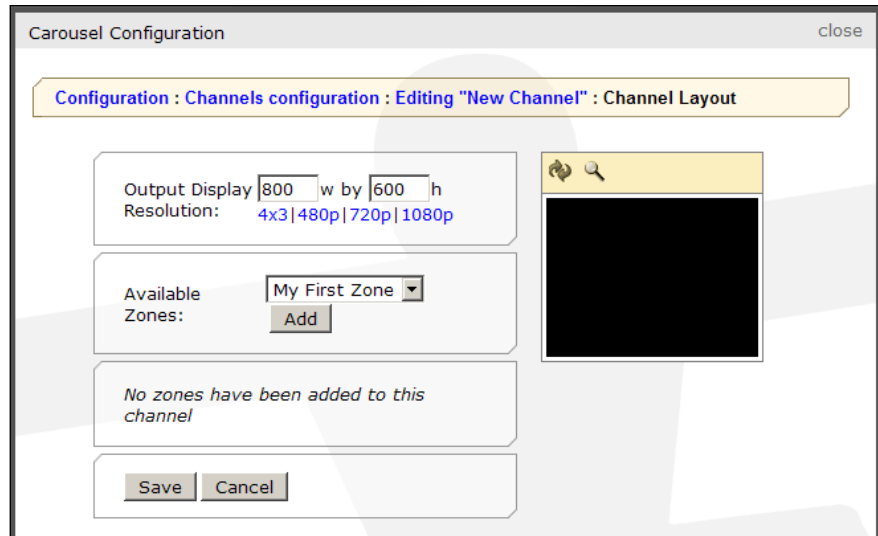 Carousel Configuration close
Configuration : Channels configuration : Editing "New Channel" : Channel Layout
Output Display 800 w by 600 h
Resolution: 4x3|480p|720p|1080p
Available My First Zone
Zones: Add
No zones have been added to this
channel
Save Cancel